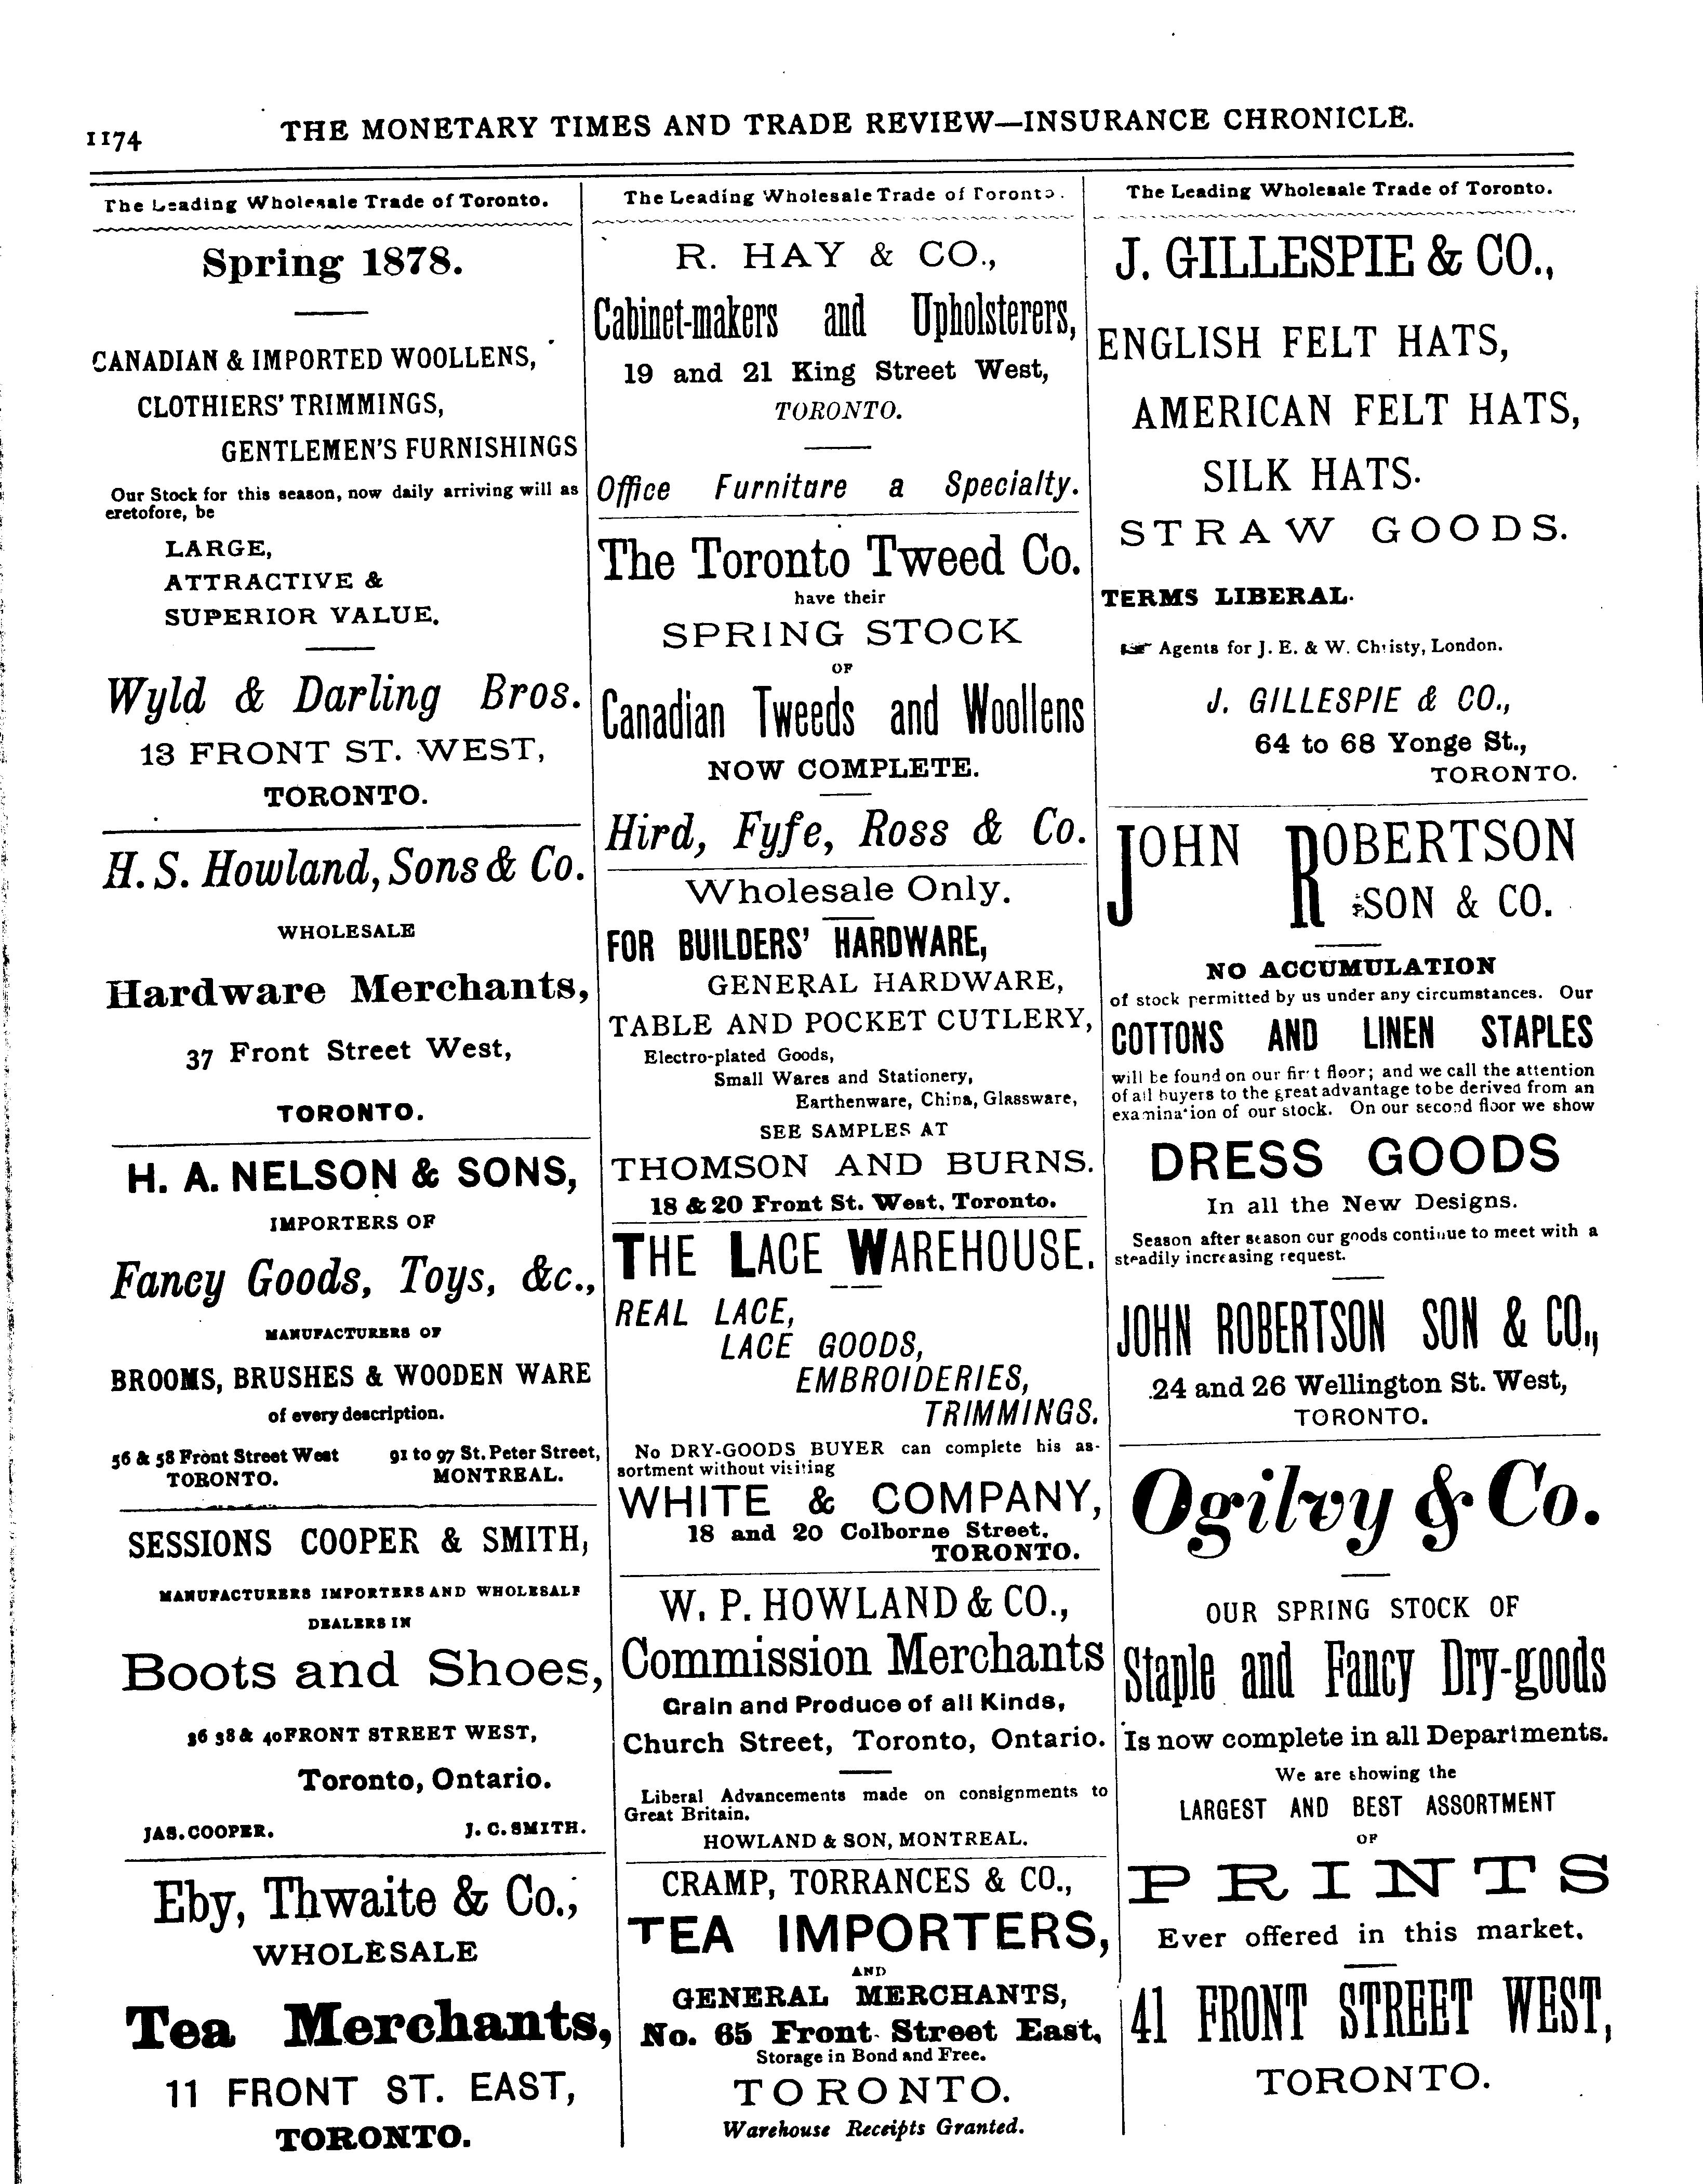 1174
THE MONETARY TIMES AND TRADE REVIEW—INSURANCE CHRONICLE.
The Leading Wholesale Trade of Toronto.
Spring 1878.
CANADIAN & IMPORTED WOOLLENS,
CLOTHIERS' TRIMMINGS,
GENTLEMEN'S FURNISHINGS
Our Stock for this season, now daily arriving will as
eretofore, be
LARGE,
ATTRACTIVE &
SUPERIOR VALUE.
Wyld & Darling Bros.
13 FRONT ST. WEST,
TORONTO.
H. S. Howland, Sons & Co.
WHOLESALE
Hardware Merchants,
37 Front Street West,
TORONTO.
H. A. NELSON & SONS,
IMPORTERS OF
Fancy Goods, Toys, &c.,
MANUFACTURERS OF
BROOMS, BRUSHES & WOODEN WARE
of every description.
56 & 58 Front Street West 91 to 97 St. Peter Street,
TORONTO. MONTREAL.
SESSIONS COOPER & SMITH,
MANUFACTURERS IMPORTERS AND WHOLESALE
DEALERS IN
Boots and Shoes,
36 38 & 40 FRONT STREET WEST,
Toronto, Ontario.
JAS. COOPER. J. C. SMITH.
Eby, Thwaite & Co.,
WHOLESALE
Tea Merchants,
11 FRONT ST. EAST,
TORONTO.
The Leading Wholesale Trade of Toronto.
R. HAY & CO.,
Cabinet-makers and Upholsterers,
19 and 21 King Street West,
TORONTO.
Office Furniture a Specialty.
The Toronto Tweed Co.
have their
SPRING STOCK
OF
Canadian Tweeds and Woollens
NOW COMPLETE.
Hird, Fyfe, Ross & Co.
Wholesale Only.
FOR BUILDERS' HARDWARE,
GENERAL HARDWARE,
TABLE AND POCKET CUTLERY,
Electro-plated Goods,
Small Wares and Stationery,
Earthenware, China, Glassware,
SEE SAMPLES AT
THOMSON AND BURNS.
18 & 20 Front St. West, Toronto.
THE LACE WAREHOUSE.
REAL LACE,
LACE GOODS,
EMBROIDERIES,
TRIMMINGS.
No DRY-GOODS BUYER can complete his as-
sortment without visiting
WHITE & COMPANY,
18 and 20 Colborne Street,
TORONTO.
W. P. HOWLAND & CO.,
Commission Merchants
Grain and Produce of all Kinds,
Church Street, Toronto, Ontario.
Liberal Advancements made on consignments to
Great Britain.
HOWLAND & SON, MONTREAL.
CRAMP, TORRANCES & CO.,
TEA IMPORTERS,
AND
GENERAL MERCHANTS,
No. 65 Front Street East,
Storage in Bond and Free.
TORONTO.
Warehouse Receipts Granted.
The Leading Wholesale Trade of Toronto.
J. GILLESPIE & CO.,
ENGLISH FELT HATS,
AMERICAN FELT HATS,
SILK HATS.
STRAW GOODS.
TERMS LIBERAL.
☞ Agents for J. E. & W. Christy, London.
J. GILLESPIE & CO.,
64 to 68 Yonge St.,
TORONTO.
JOHN ROBERTSON
SON & CO.
NO ACCUMULATION
of stock permitted by us under any circumstances. Our
COTTONS AND LINEN STAPLES
will be found on our first floor; and we call the attention
of all buyers to the great advantage to be derived from an
examination of our stock. On our second floor we show
DRESS GOODS
In all the New Designs.
Season after season our goods continue to meet with a
steadily increasing request.
JOHN ROBERTSON SON & CO.,
24 and 26 Wellington St. West,
TORONTO.
Ogilvy & Co.
OUR SPRING STOCK OF
Staple and Fancy Dry-goods
Is now complete in all Departments.
We are showing the
LARGEST AND BEST ASSORTMENT
OF
PRINTS
Ever offered in this market.
41 FRONT STREET WEST,
TORONTO.